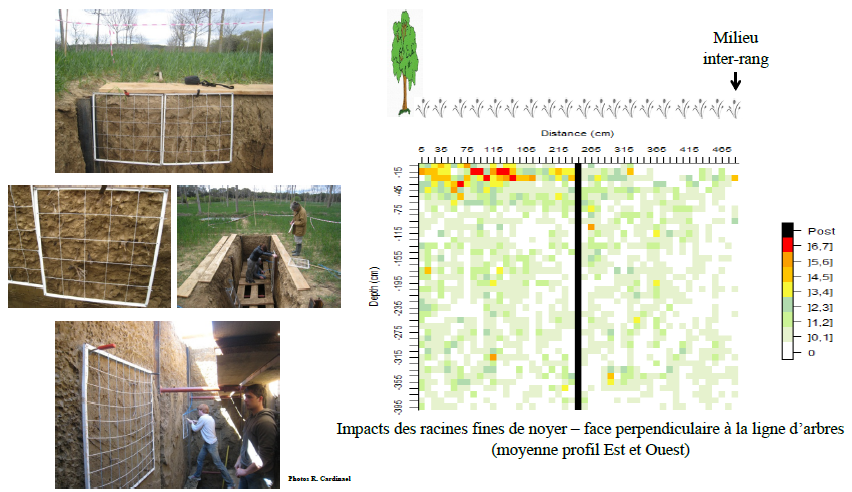 Milieu
inter-rang
Distance (cm)
5 35 75 115 165 215 265 315 365 415 465
Depth (cm)
-15
-45
-75
-115
-155
-195
-235
-275
-315
-355
-395
Post
]6,7]
]5,6]
]4,5]
]3,4]
]2,3]
]1,2]
]0,1]
0
Impacts des racines fines de noyer – face perpendiculaire à la ligne d’arbres
(moyenne profil Est et Ouest)
Photos R. Cardinael